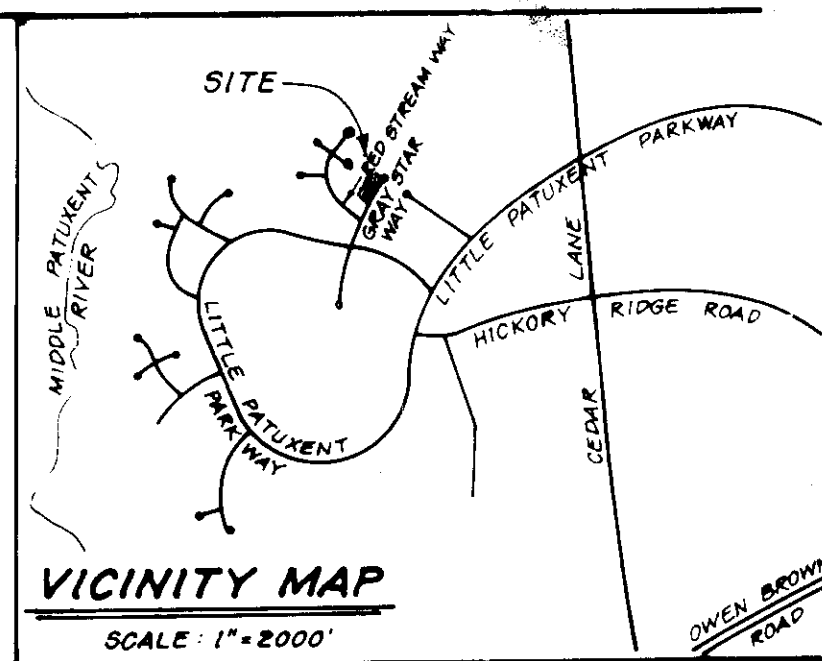 SITE
RED STREAM WAY
GRAY STAR
WAY
LITTLE PATUXENT PARKWAY
MIDDLE PATUXENT
RIVER
LANE
LITTLE PATUXENT
PARKWAY
HICKORY RIDGE ROAD
CEDAR
VICINITY MAP
SCALE: 1"=2000'
OWEN BROWN
ROAD